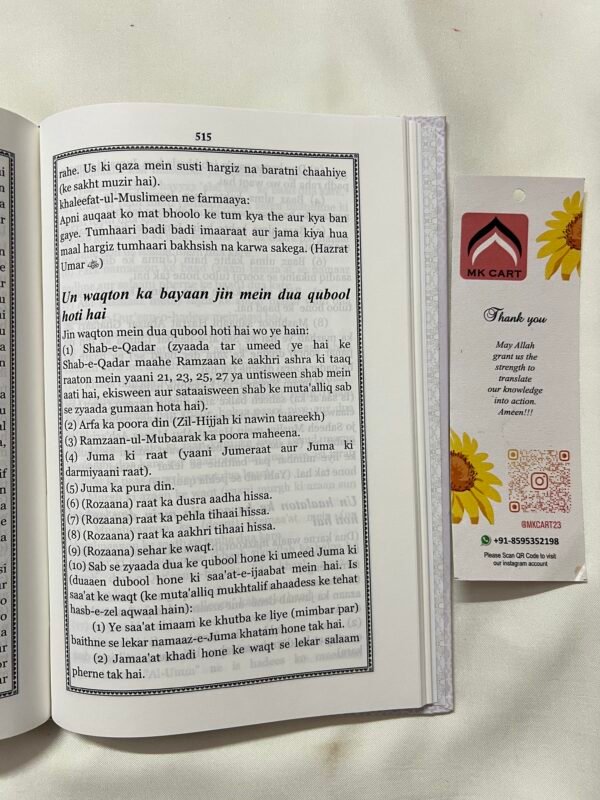 515
rahe. Us ki qaza mein susti hargiz na baratni chaahiye
(ke sakht muzir hai).
khaleefat-ul-Muslimeen ne farmaaya:
Apni auqaat ko mat bhoolo ke tum kya the aur kya ban
gaye. Tumhaari badi badi imaaraat aur jama kiya hua
maal hargiz tumhaari bakhsish na karwa sakega. (Hazrat
Umar)
Un waqton ka bayaan jin mein dua qubool
hoti hai
Jin waqton mein dua qubool hoti hai wo ye hain:
(1) Shab-e-Qadar (zyaada tar umeed ye hai ke
Shab-e-Qadar maahe Ramzaan ke aakhri ashra ki taaq
raaton mein yaani 21, 23, 25, 27 ya untisween shab mein
aati hai, ekisween aur sataaisween shab ke muta'alliq sab
se zyaada gumaan hota hai).
(2) Arfa ka poora din (Zil-Hijjah ki nawin taareekh)
(3) Ramzaan-ul-Mubaarak ka poora maheena.
(4) Juma ki raat (yaani Jumeraat aur Juma ki
darmiyaani raat).
(5) Juma ka pura din.
(6) (Rozaana) raat ka dusra aadha hissa.
(7) (Rozaana) raat ka pehla tihaai hissa.
(8) (Rozaana) raat ka aakhri tihaai hissa.
(9) (Rozaana) sehar ke waqt.
(10) Sab se zyaada dua ke qubool hone ki umeed Juma ki
(duaaen dubool hone ki saa'at-e-ijaabat mein hai. Is
saa'at ke waqt (ke muta'alliq mukhtalif ahaadess ke tehat
hasb-e-zel aqwaal hain):
(1) Ye saa'at imaam ke khutba ke liye (mimbar par)
baithne se lekar namaaz-e-Juma khatam hone tak hai.
(2) Jamaa'at khadi hone ke waqt se lekar salaam
pherne tak hai.
MK CART
Thank you
May Allah
grant us the
strength to
translate
our knowledge
into action.
Ameen!!!
@MKCART23
+91-8595352198
Please Scan QR Code to visit
our instagram account